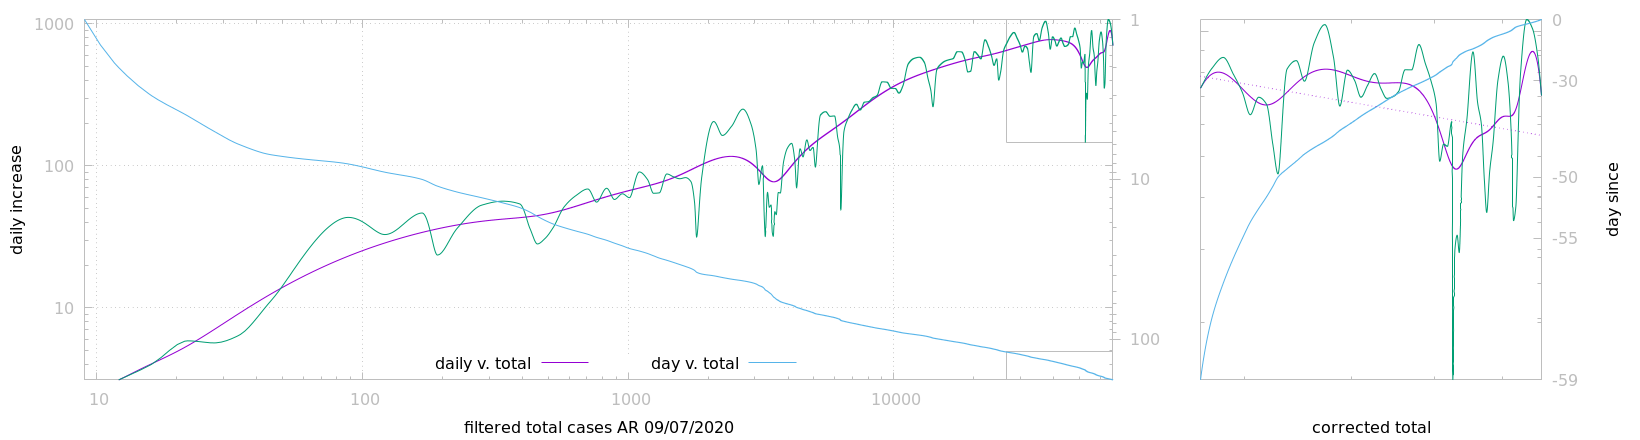 1000
100
10
daily increase
10
100
1000
10000
filtered total cases AR 09/07/2020
daily v. total
day v. total
1
10
100
0
-30
-50
-55
-59
day since
corrected total